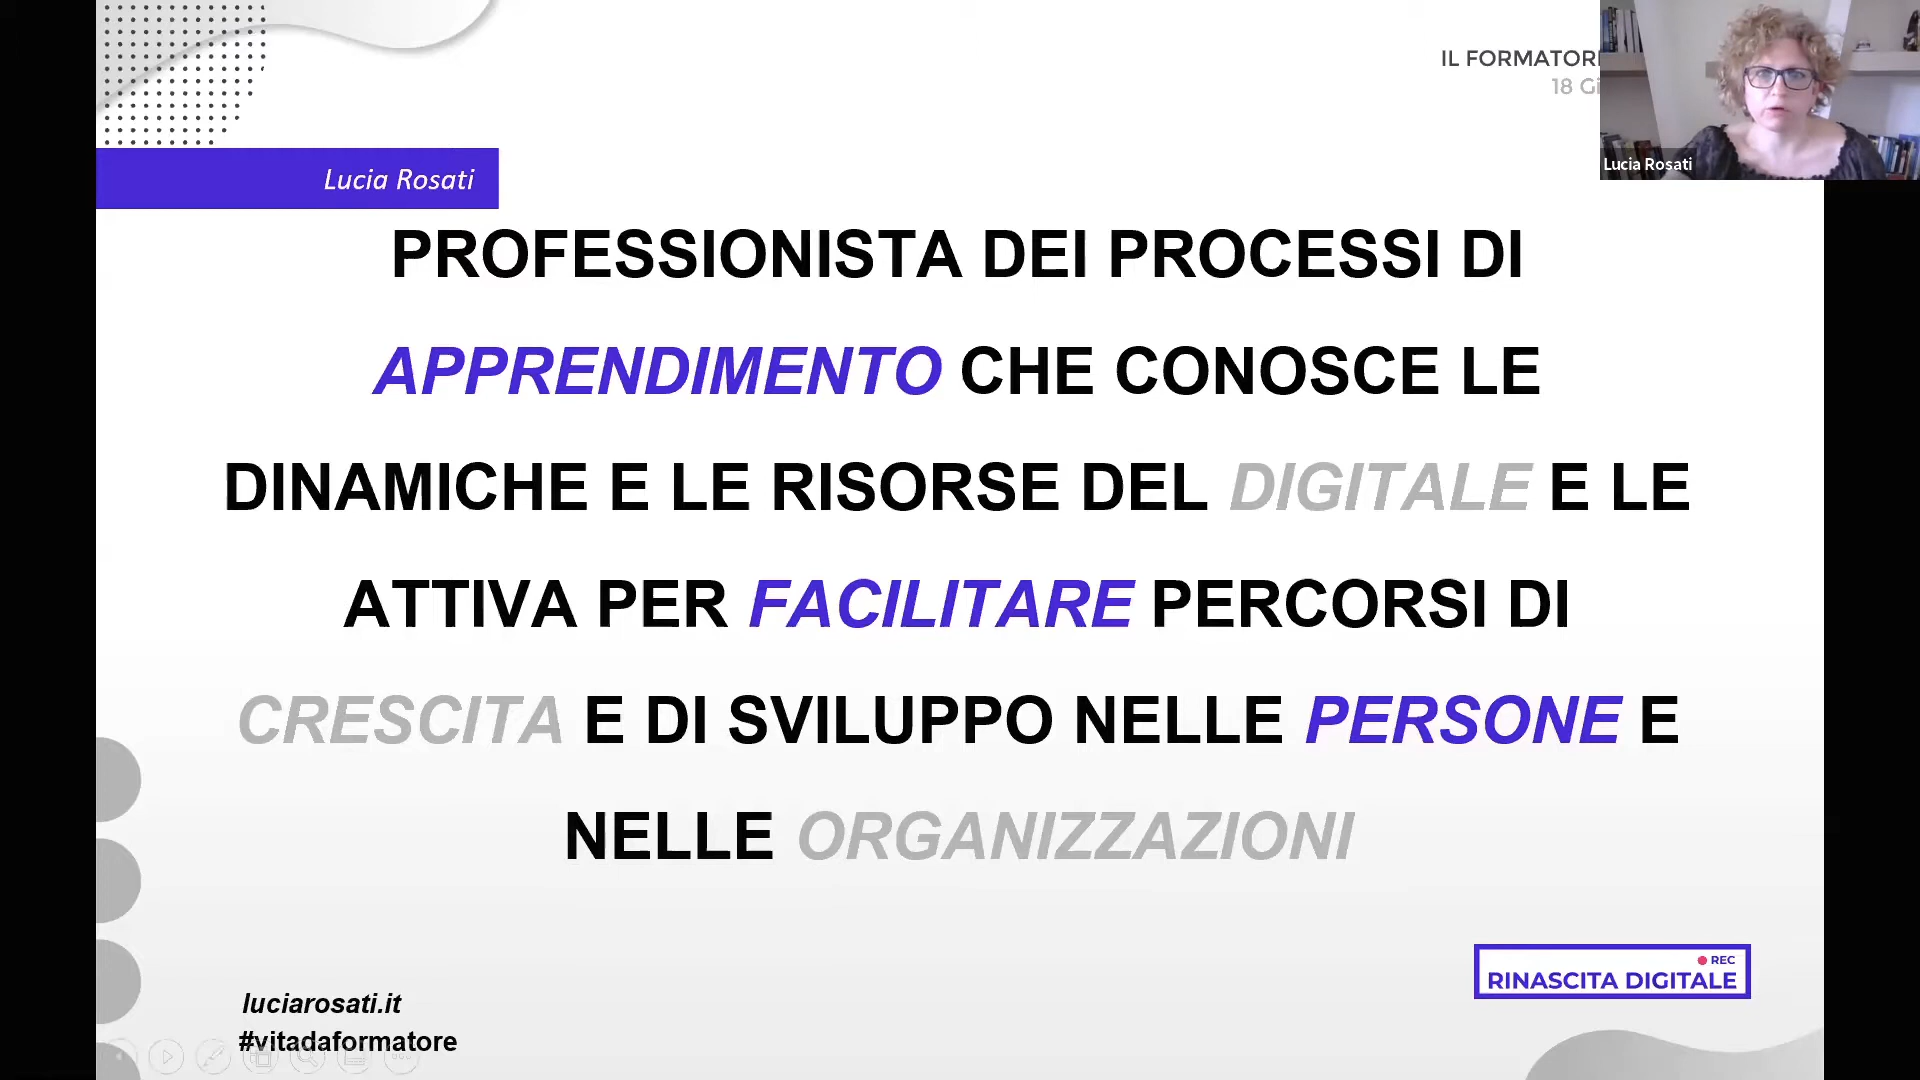 IL FORMATORE
18 Gi
Lucia Rosati
Lucia Rosati
PROFESSIONISTA DEI PROCESSI DI
APPRENDIMENTO CHE CONOSCE LE
DINAMICHE E LE RISORSE DEL DIGITALE E LE
ATTIVA PER FACILITARE PERCORSI DI
CRESCITA E DI SVILUPPO NELLE PERSONE E
NELLE ORGANIZZAZIONI
REC
RINASCITA DIGITALE
luciarosati.it
#vitadaformatore